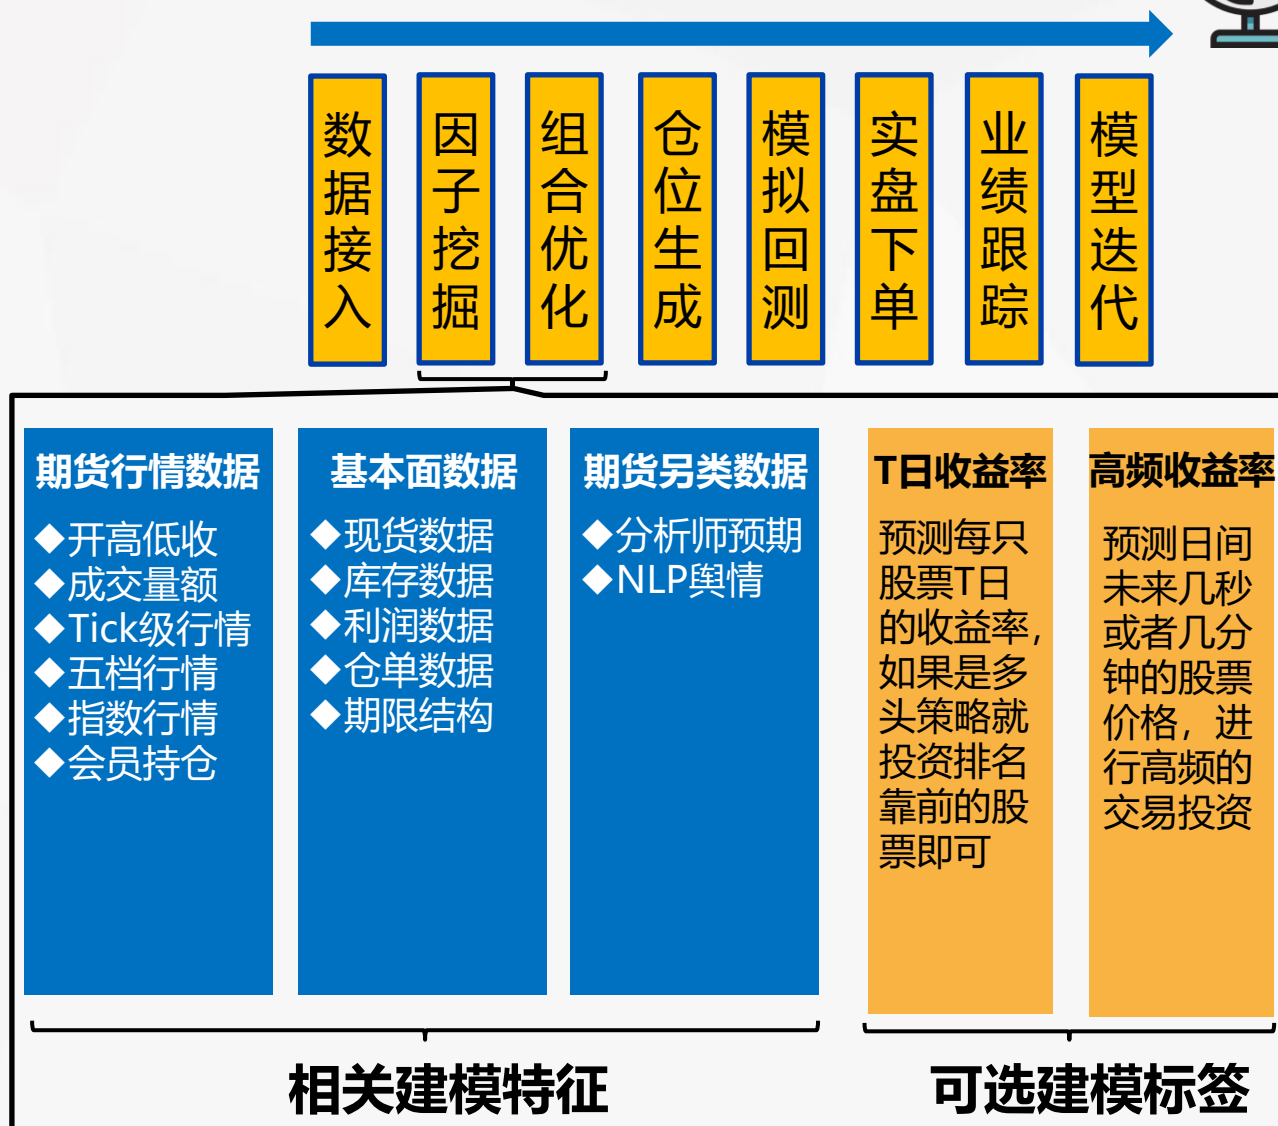 数据接入
因子挖掘
组合优化
仓位生成
模拟回测
实盘下单
业绩跟踪
模型迭代
期货行情数据
◆开高低收
◆成交量额
◆Tick级行情
◆五档行情
◆指数行情
◆会员持仓
基本面数据
◆现货数据
◆库存数据
◆利润数据
◆仓单数据
◆期限结构
期货另类数据
◆分析师预期
◆NLP舆情
T日收益率
预测每只
股票T日
的收益率，
如果是多
头策略就
投资排名
靠前的股
票即可
高频收益率
预测日间
未来几秒
或者几分
钟的股票
价格，进
行高频的
交易投资
相关建模特征
可选建模标签